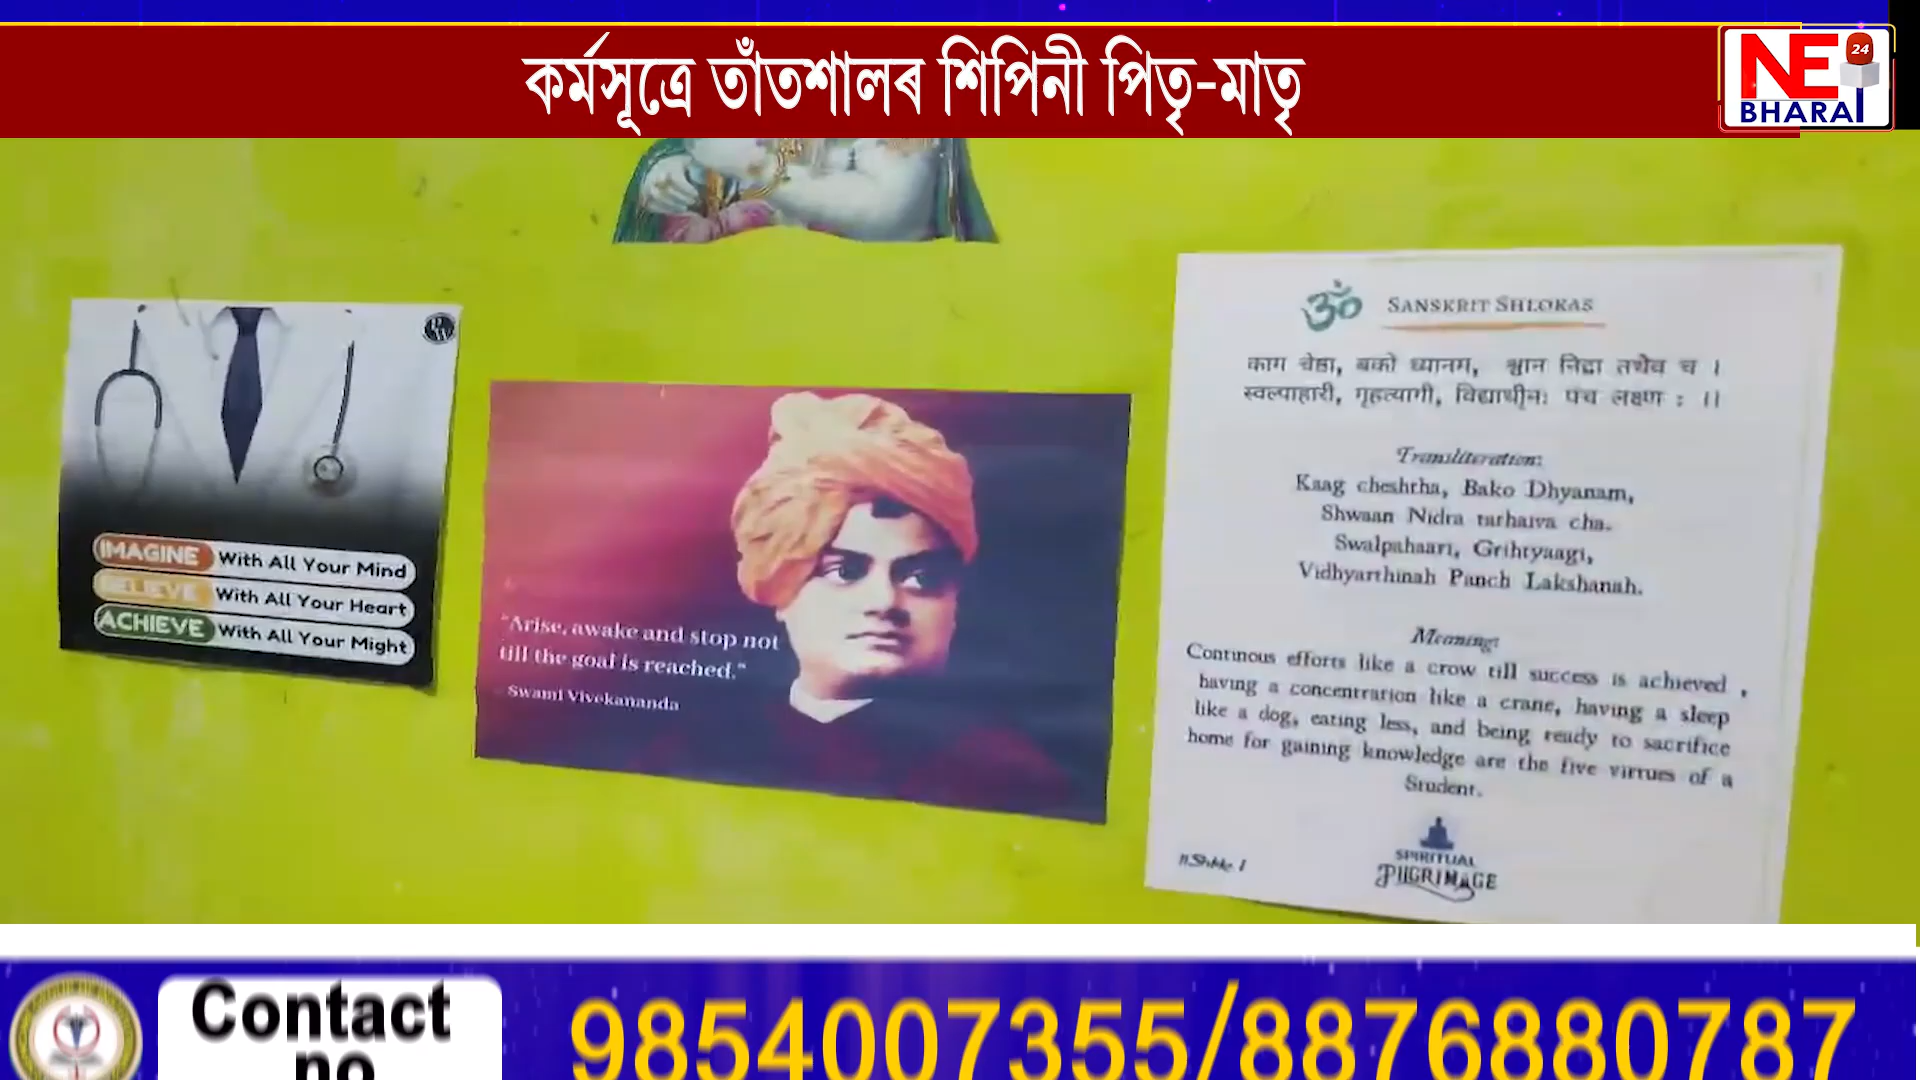 কৰ্মসূত্ৰে তাঁতশালৰ শিপিনী পিতৃ-মাতৃ
NE 24
BHARAT
IMAGINE With All Your Mind
BELIEVE With All Your Heart
ACHIEVE With All Your Might
"Arise, awake and stop not
till the goal is reached."
- Swami Vivekananda
ॐ SANSKRIT SHLOKAS
काग चेष्ठा, बको ध्यानम, श्वान निद्रा तथैव च ।
स्वल्पाहारी, गृहत्यागी, विद्यार्थीनः पंच लक्षण : ।।
Transliteration:
Kaag cheshtha, Bako Dhyanam,
Shwaan Nidra tathaiva cha.
Swalpahaari, Grihtyaagi,
Vidhyarthinah Panch Lakshanah.
Meaning:
Continous efforts like a crow till success is achieved ,
having a concentration like a crane, having a sleep
like a dog, eating less, and being ready to sacrifice
home for gaining knowledge are the five virtues of a
Student.
SPIRITUAL
PILGRIMAGE
Contact
no
9854007355/8876880787